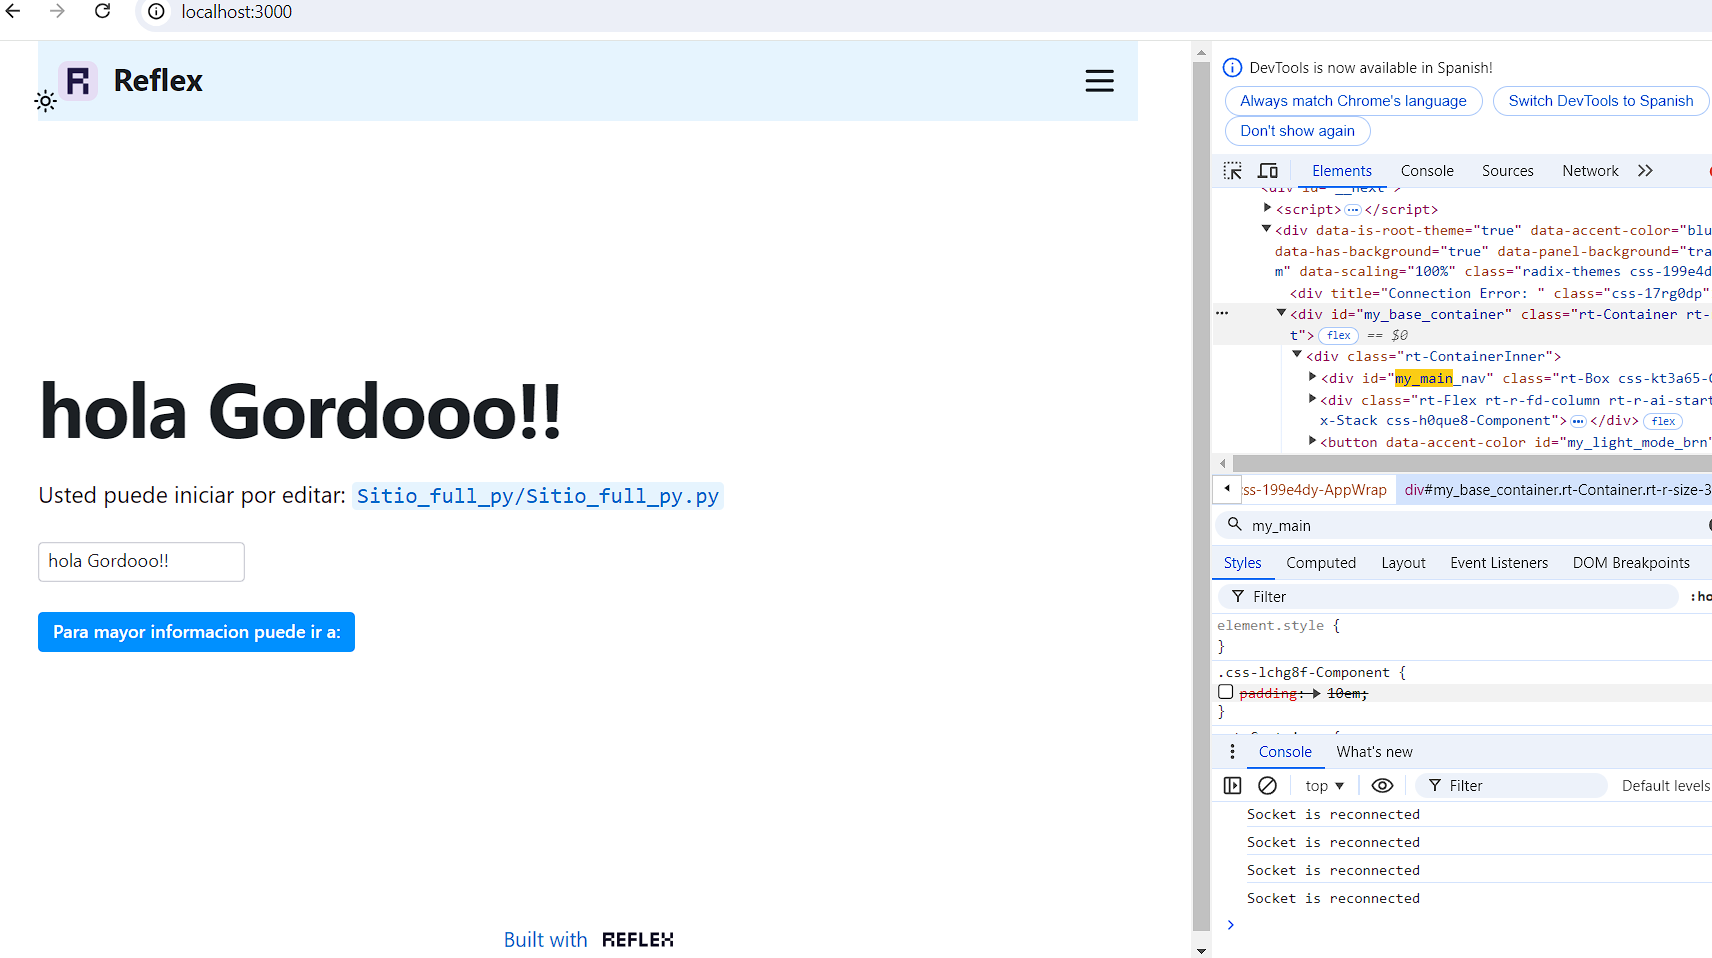 localhost:3000
Reflex
hola Gordooo!!
Usted puede iniciar por editar: Sitio_full_py/Sitio_full_py.py
hola Gordooo!!
Para mayor informacion puede ir a:
Built with REFLEX
DevTools is now available in Spanish!
Always match Chrome's language
Switch DevTools to Spanish
Don't show again
Elements Console Sources Network
<div id="__next">
<script> </script>
<div data-is-root-theme="true" data-accent-color="blu
data-has-background="true" data-panel-background="tra
m" data-scaling="100%" class="radix-themes css-199e4d
<div title="Connection Error: " class="css-17rg0dp"
<div id="my_base_container" class="rt-Container rt-
t"> flex == $0
<div class="rt-ContainerInner">
<div id="my_main_nav" class="rt-Box css-kt3a65-C
<div class="rt-Flex rt-r-fd-column rt-r-ai-start
x-Stack css-h0que8-Component"> </div> flex
<button data-accent-color id="my_light_mode_brn"
ss-199e4dy-AppWrap div#my_base_container.rt-Container.rt-r-size-3
my_main
Styles Computed Layout Event Listeners DOM Breakpoints
Filter :ho
element.style {
}
.css-lchg8f-Component {
padding: 10em;
}
Console What's new
top Filter Default levels
Socket is reconnected
Socket is reconnected
Socket is reconnected
Socket is reconnected